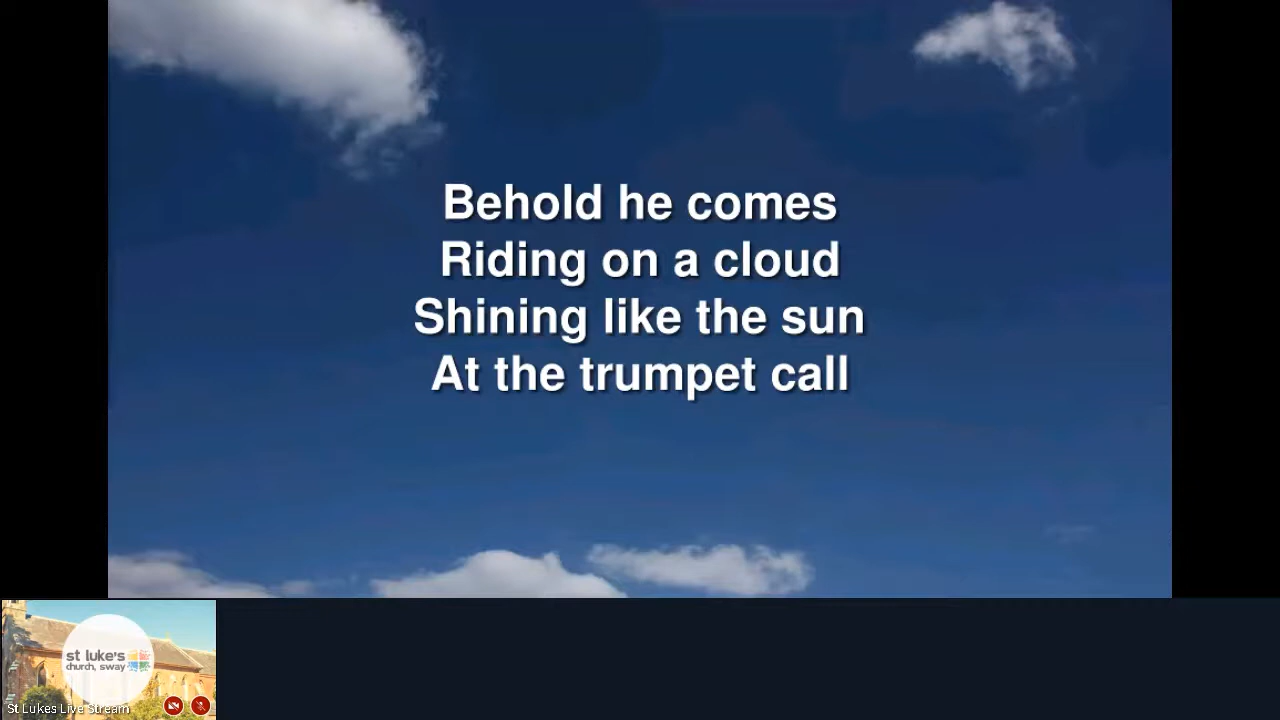 Behold he comes
Riding on a cloud
Shining like the sun
At the trumpet call
st luke's
church, sway
St Lukes Live Stream